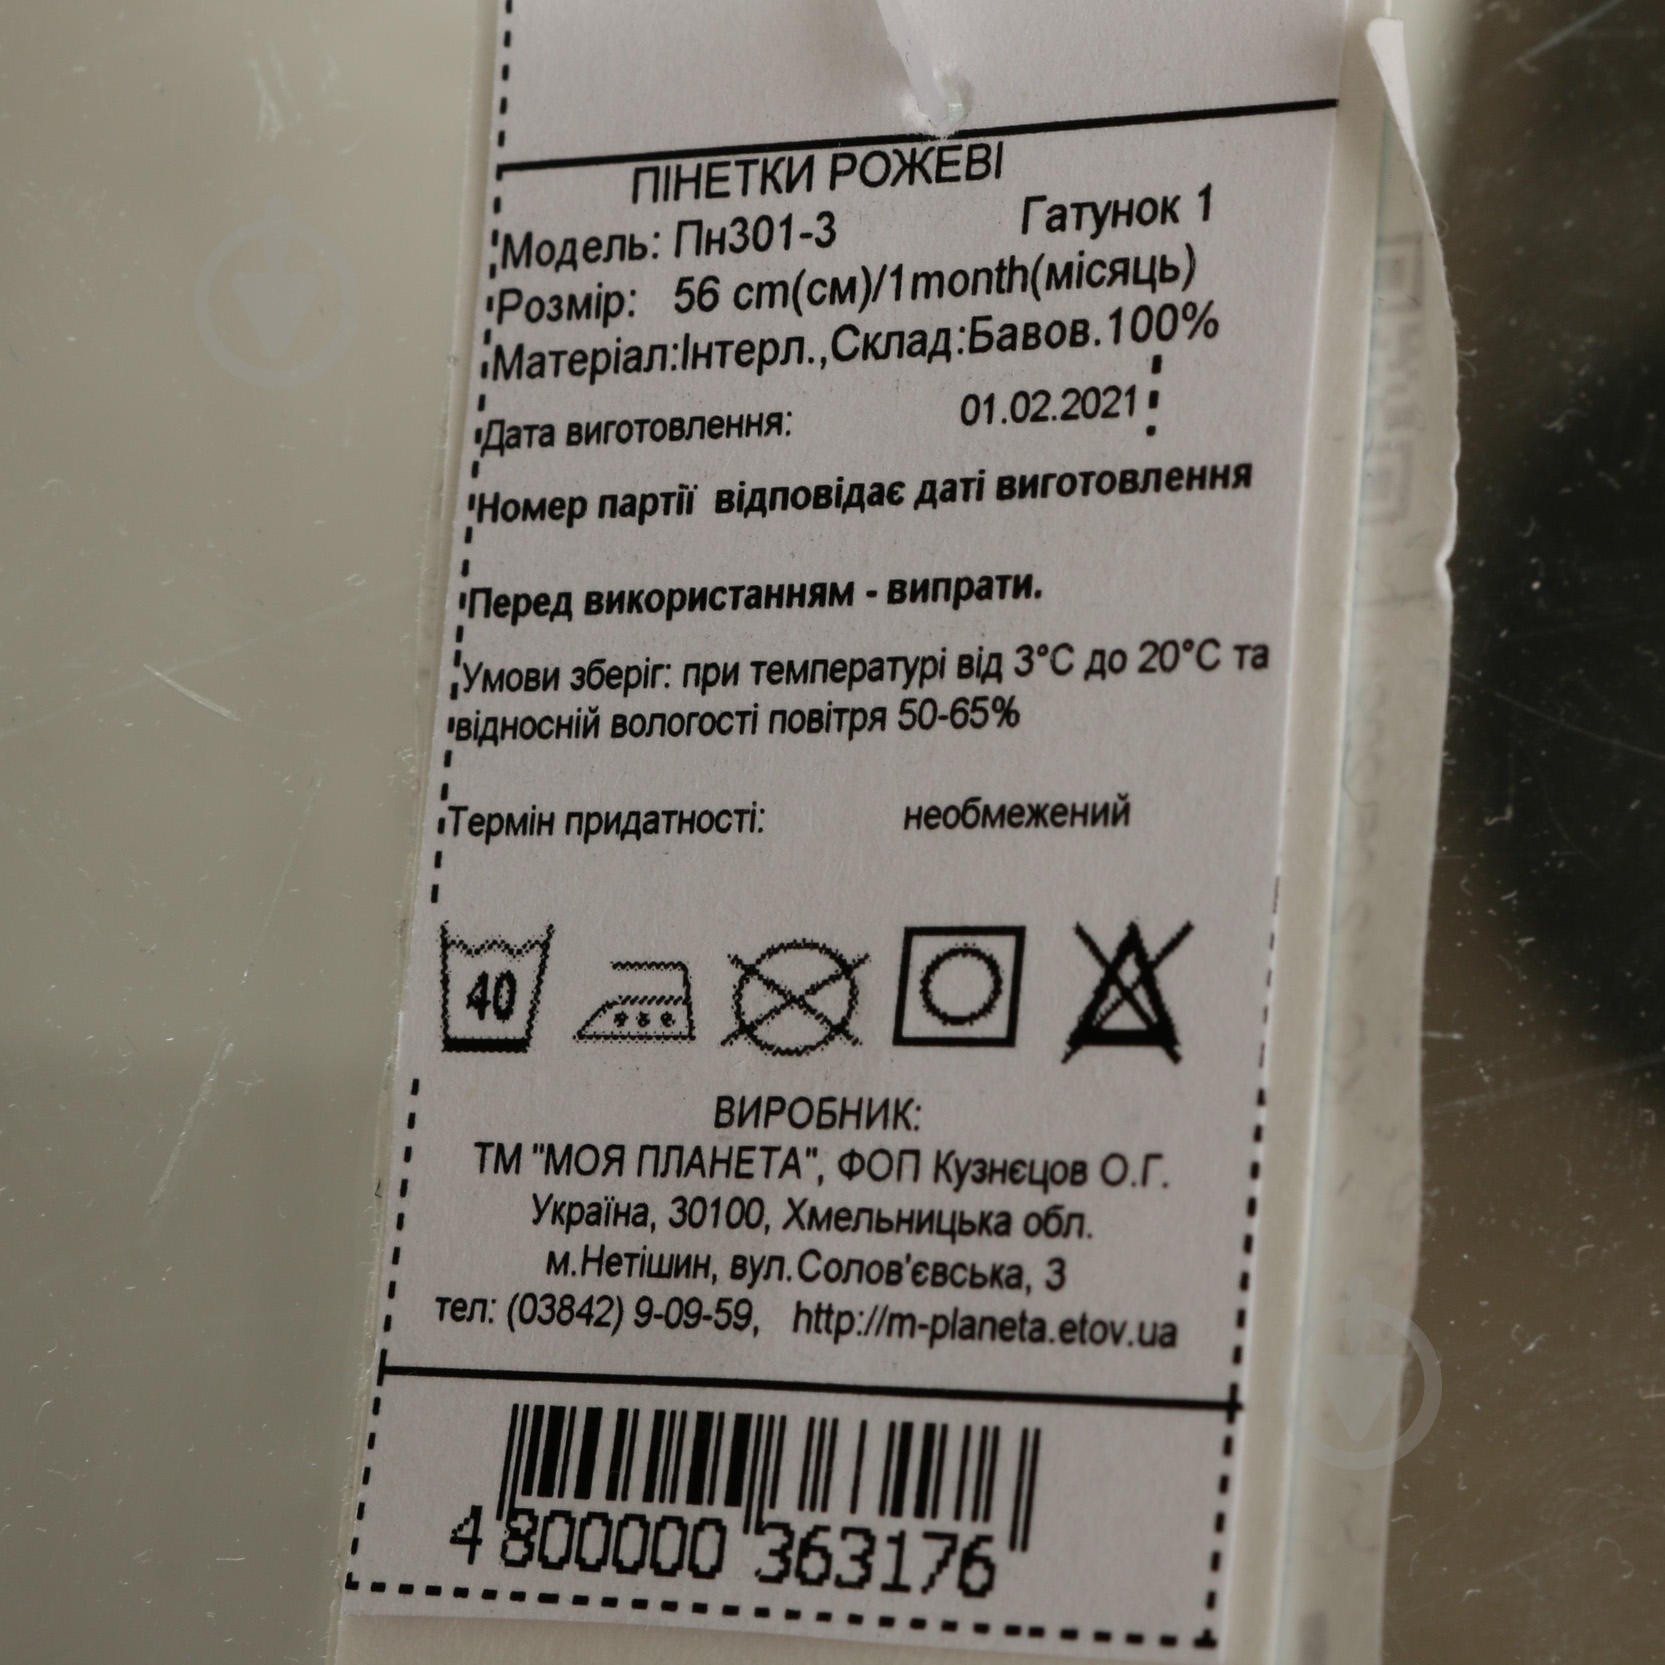 ПІНЕТКИ РОЖЕВІ
Модель: Пн301-3 Гатунок 1
Розмір: 56 cm(см)/1month(місяць)
Матеріал:Інтерл.,Склад:Бавов.100%
Дата виготовлення: 01.02.2021
Номер партії відповідає даті виготовлення
Перед використанням - випрати.
Умови зберіг: при температурі від 3°C до 20°C та
відносній вологості повітря 50-65%
Термін придатності: необмежений
40
ВИРОБНИК:
ТМ "МОЯ ПЛАНЕТА", ФОП Кузнєцов О.Г.
Україна, 30100, Хмельницька обл.
м.Нетішин, вул.Солов'євська, 3
тел: (03842) 9-09-59, http://m-planeta.etov.ua
4 800000 363176